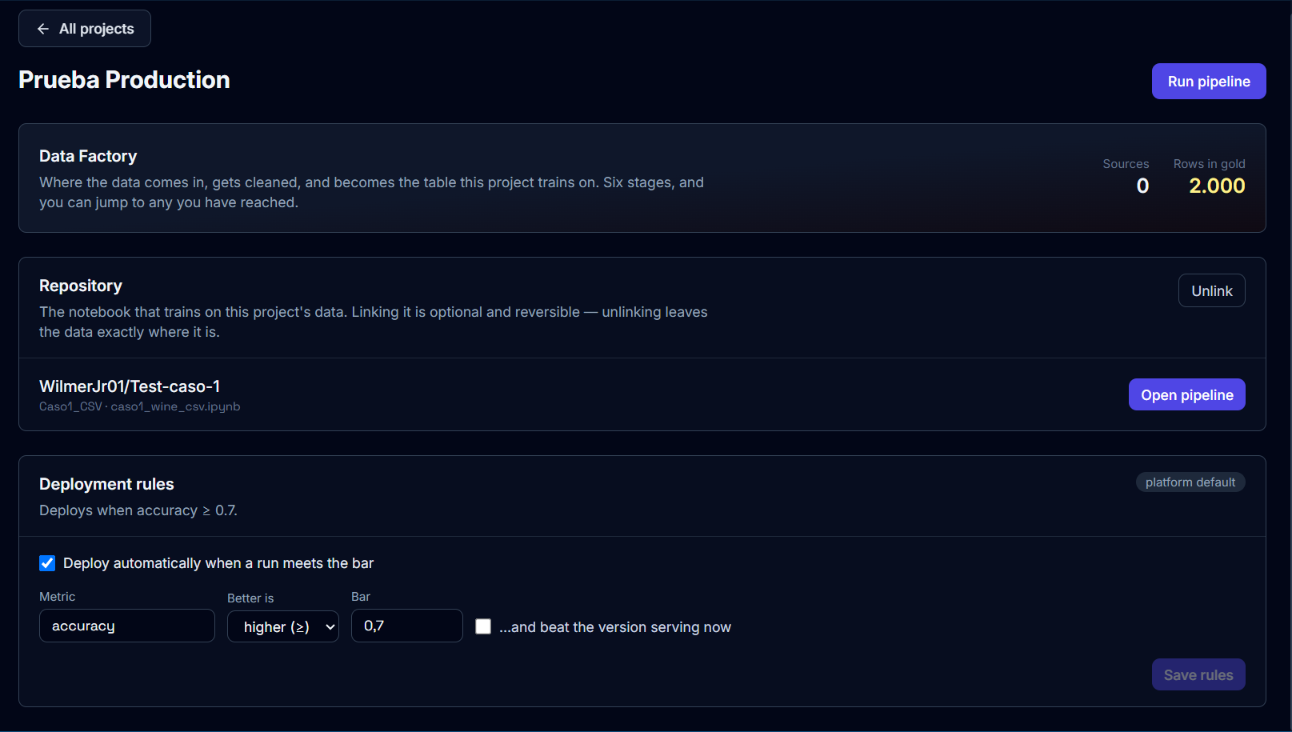 ← All projects
Prueba Production
Run pipeline
Data Factory
Where the data comes in, gets cleaned, and becomes the table this project trains on. Six stages, and
you can jump to any you have reached.
Sources
0
Rows in gold
2.000
Repository
The notebook that trains on this project's data. Linking it is optional and reversible — unlinking leaves
the data exactly where it is.
Unlink
WilmerJr01/Test-caso-1
Caso1_CSV · caso1_wine_csv.ipynb
Open pipeline
Deployment rules
platform default
Deploys when accuracy ≥ 0.7.
Deploy automatically when a run meets the bar
Metric
accuracy
Better is
higher (≥)
Bar
0,7
...and beat the version serving now
Save rules